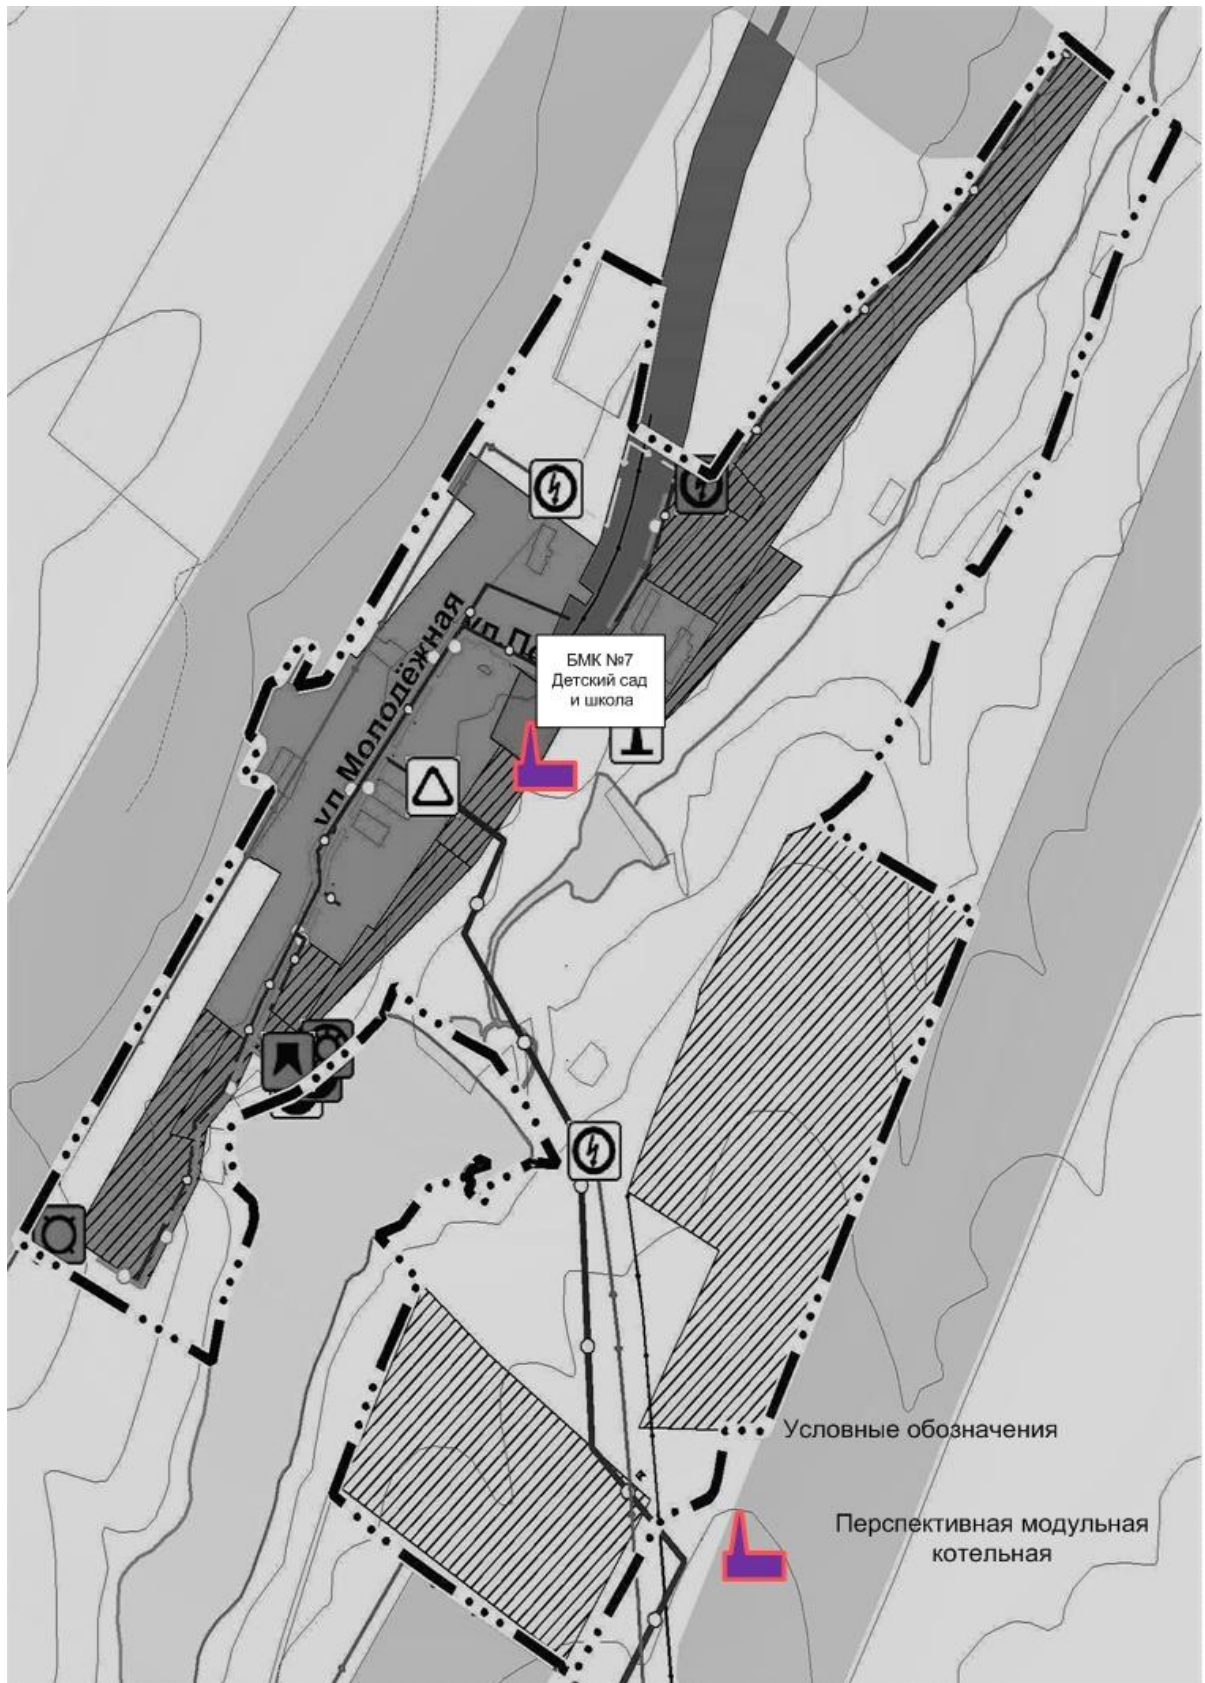 ул. Молодёжная
БМК №7
Детский сад
и школа
Условные обозначения
Перспективная модульная
котельная